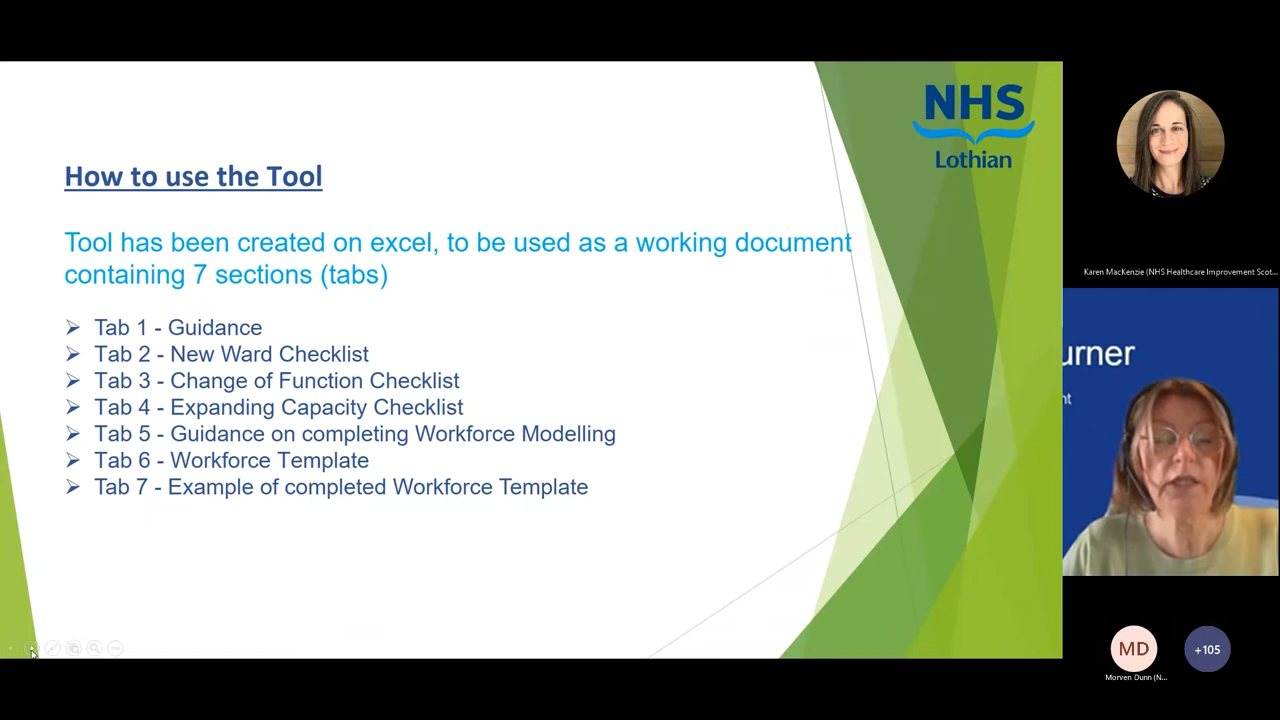 NHS
Lothian
How to use the Tool
Tool has been created on excel, to be used as a working document
containing 7 sections (tabs)
Tab 1 - Guidance
Tab 2 - New Ward Checklist
Tab 3 - Change of Function Checklist
Tab 4 - Expanding Capacity Checklist
Tab 5 - Guidance on completing Workforce Modelling
Tab 6 - Workforce Template
Tab 7 - Example of completed Workforce Template
Karen MacKenzie (NHS Healthcare Improvement Scot...
urner
nt
MD
+105
Morven Dunn (N...